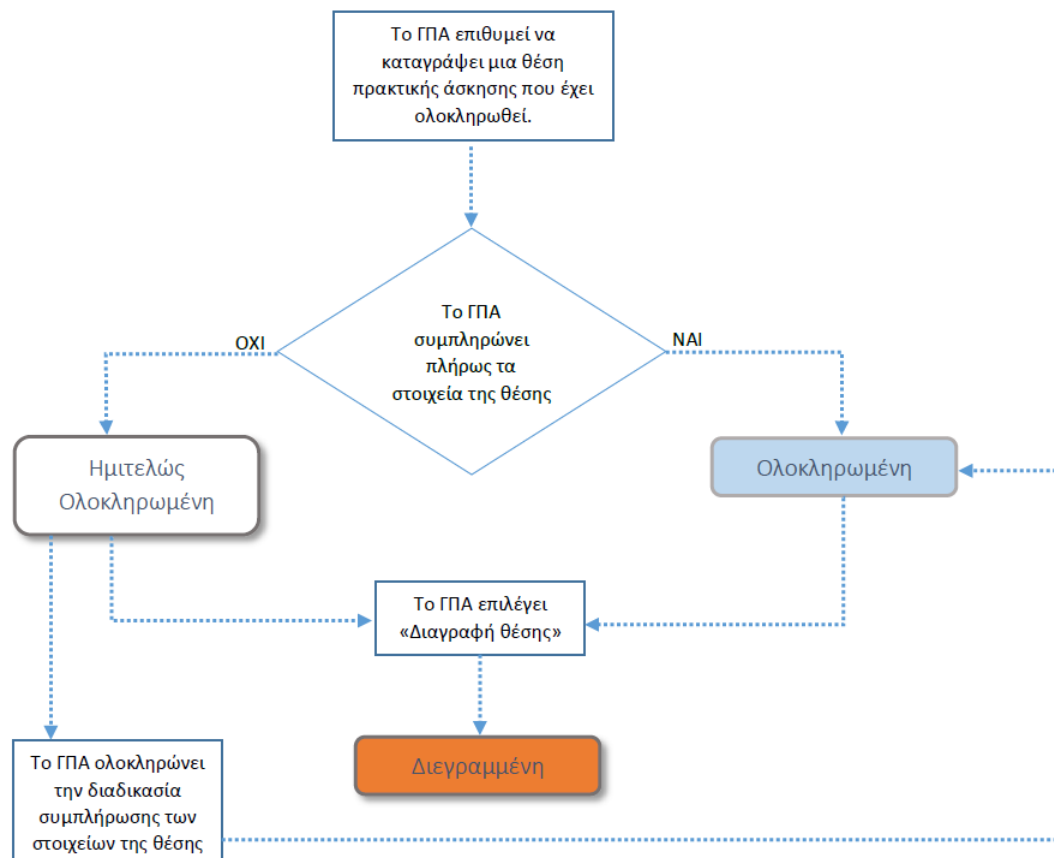 Το ΓΠΑ επιθυμεί να
καταγράψει μια θέση
πρακτικής άσκησης που έχει
ολοκληρωθεί.
Το ΓΠΑ
συμπληρώνει
πλήρως τα
στοιχεία της θέσης
ΟΧΙ
ΝΑΙ
Ημιτελώς
Ολοκληρωμένη
Ολοκληρωμένη
Το ΓΠΑ επιλέγει
«Διαγραφή θέσης»
Διεγραμμένη
Το ΓΠΑ ολοκληρώνει
την διαδικασία
συμπλήρωσης των
στοιχείων της θέσης